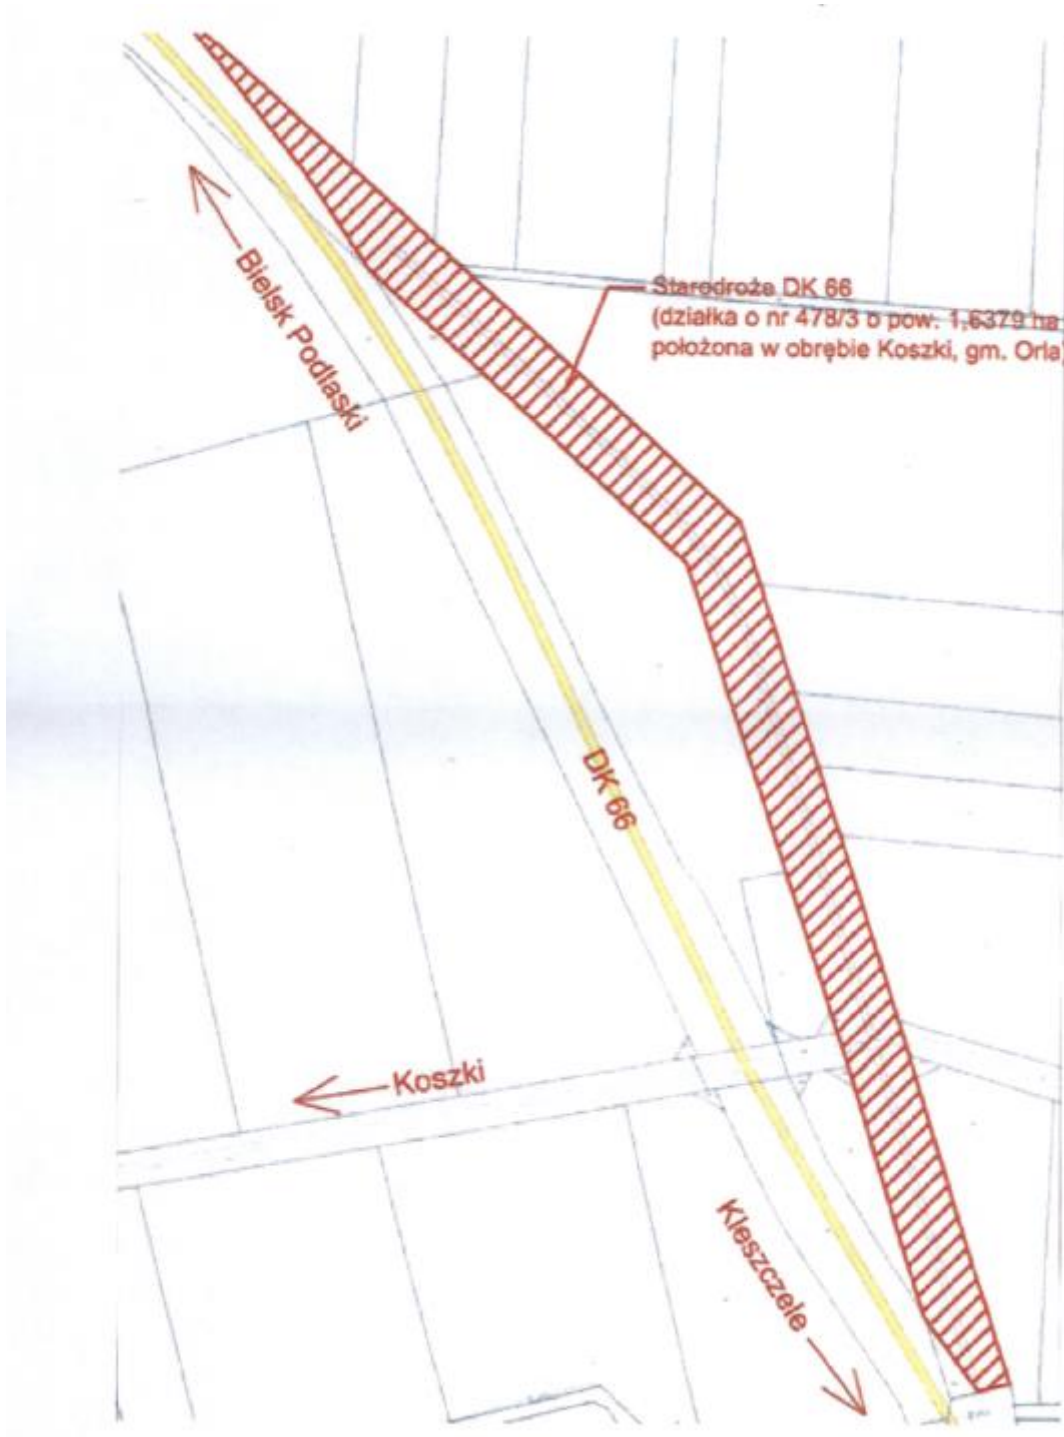 Bielsk Podlaski
Starodroże DK 66
(działka o nr 478/3 o pow. 1,6379 ha
położona w obrębie Koszki, gm. Orla)
DK 66
Koszki
Kleszczele